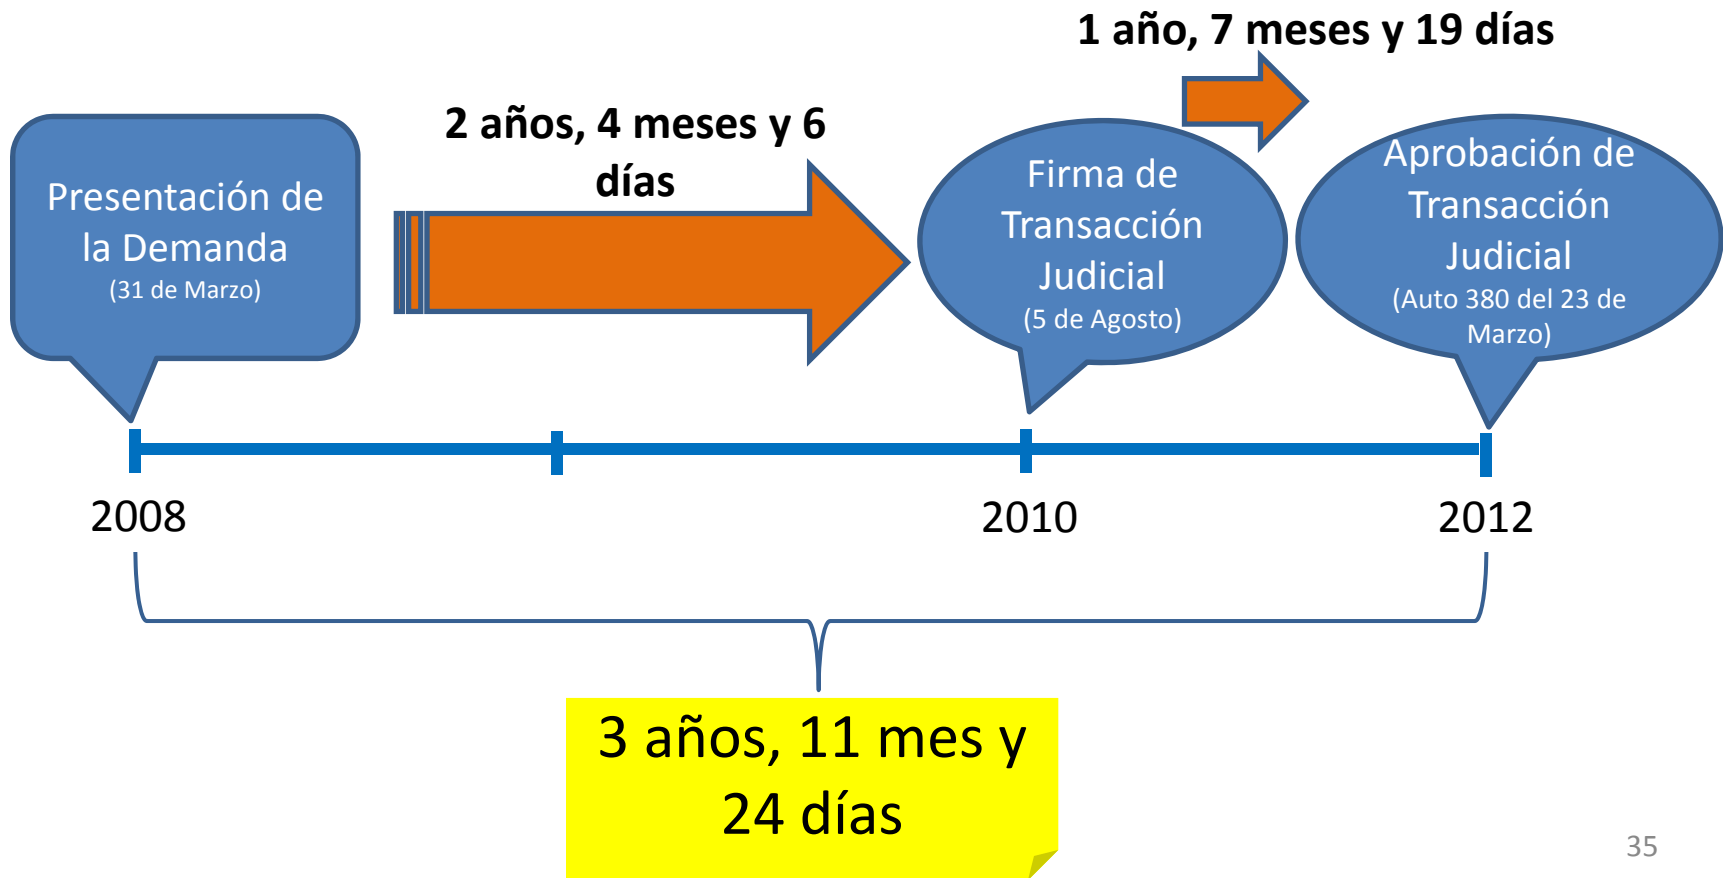 1 año, 7 meses y 19 días
2 años, 4 meses y 6
días
Presentación de
la Demanda
(31 de Marzo)
Firma de
Transacción
Judicial
(5 de Agosto)
Aprobación de
Transacción
Judicial
(Auto 380 del 23 de
Marzo)
2008
2010
2012
3 años, 11 mes y
24 días
35